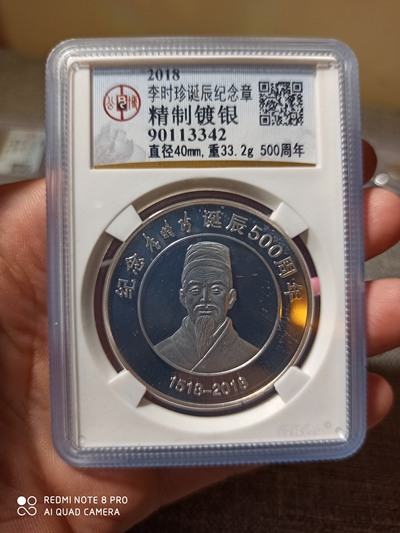 2018
李时珍诞辰纪念章
精制镀银
90113342
直径40mm,重33.2g 500周年
纪念李时珍诞辰500周年
1518-2018
REDMI NOTE 8 PRO
AI QUAD CAMERA